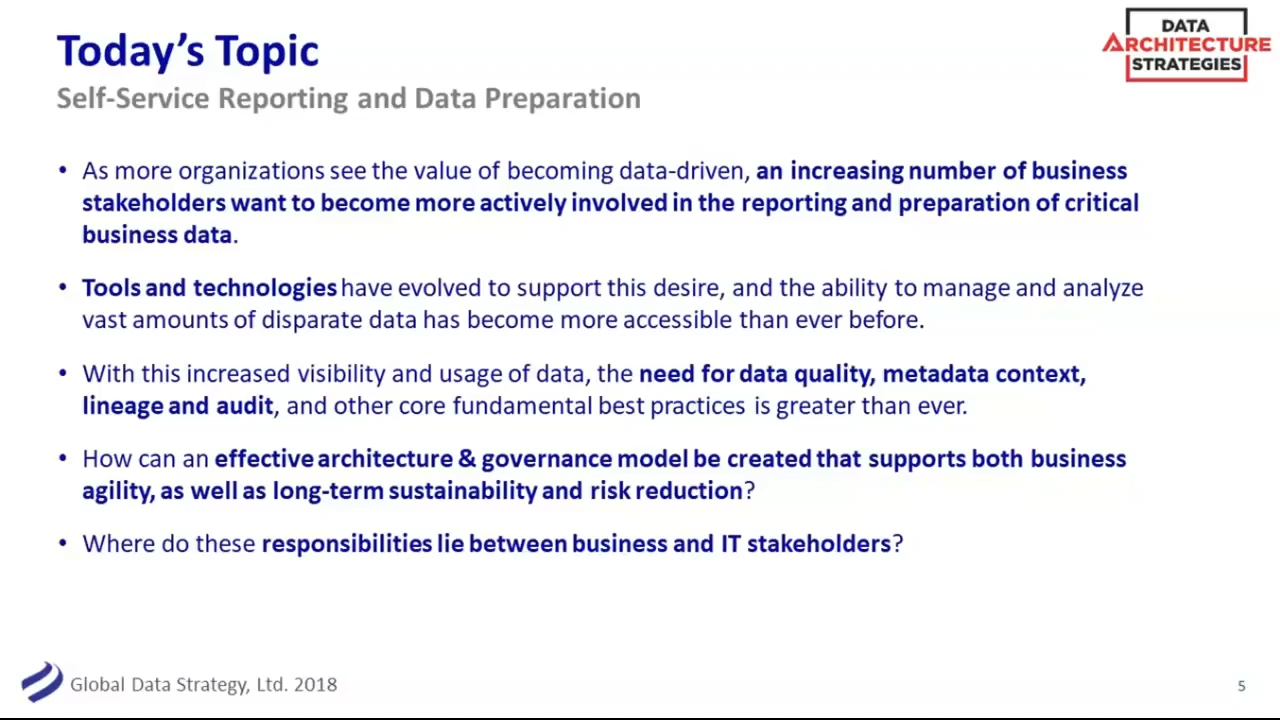 Today's Topic
DATA
ARCHITECTURE
STRATEGIES
Self-Service Reporting and Data Preparation
• As more organizations see the value of becoming data-driven, an increasing number of business
stakeholders want to become more actively involved in the reporting and preparation of critical
business data.
• Tools and technologies have evolved to support this desire, and the ability to manage and analyze
vast amounts of disparate data has become more accessible than ever before.
• With this increased visibility and usage of data, the need for data quality, metadata context,
lineage and audit, and other core fundamental best practices is greater than ever.
• How can an effective architecture & governance model be created that supports both business
agility, as well as long-term sustainability and risk reduction?
• Where do these responsibilities lie between business and IT stakeholders?
Global Data Strategy, Ltd. 2018
5